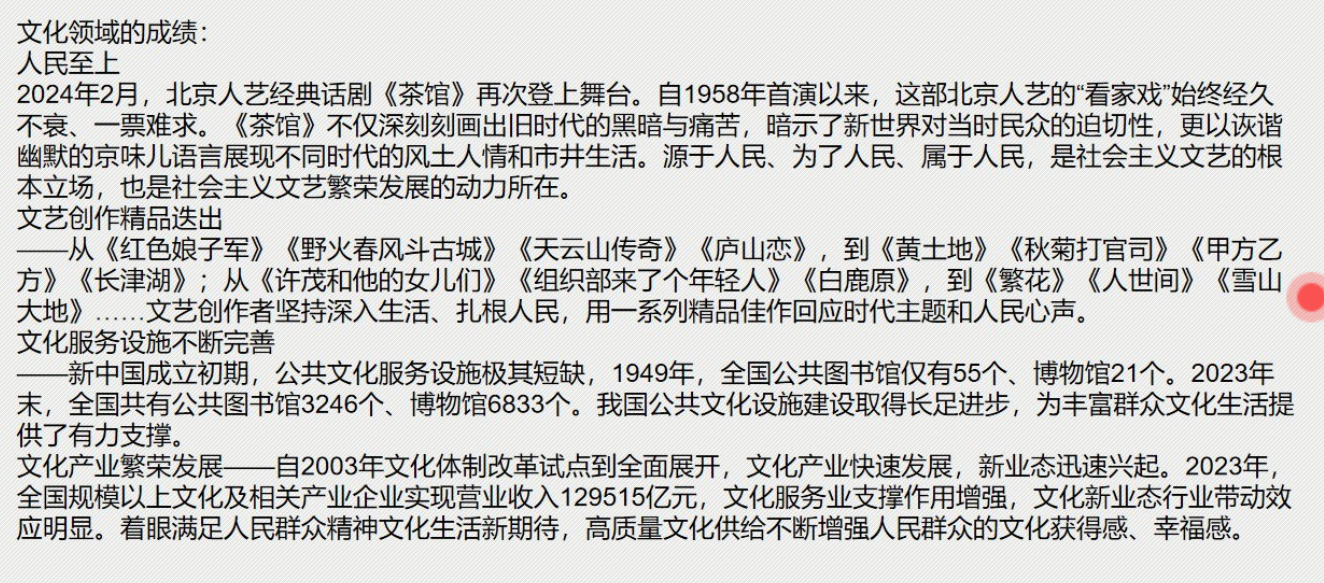 文化领域的成绩：
人民至上
2024年2月，北京人艺经典话剧《茶馆》再次登上舞台。自1958年首演以来，这部北京人艺的“看家戏”始终经久
不衰、一票难求。《茶馆》不仅深刻刻画出旧时代的黑暗与痛苦，暗示了新世界对当时民众的迫切性，更以诙谐
幽默的京味儿语言展现不同时代的风土人情和市井生活。源于人民、为了人民、属于人民，是社会主义文艺的根
本立场，也是社会主义文艺繁荣发展的动力所在。
文艺创作精品迭出
——从《红色娘子军》《野火春风斗古城》《天云山传奇》《庐山恋》，到《黄土地》《秋菊打官司》《甲方乙
方》《长津湖》；从《许茂和他的女儿们》《组织部来了个年轻人》《白鹿原》，到《繁花》《人世间》《雪山
大地》……文艺创作者坚持深入生活、扎根人民，用一系列精品佳作回应时代主题和人民心声。
文化服务设施不断完善
——新中国成立初期，公共文化服务设施极其短缺，1949年，全国公共图书馆仅有55个、博物馆21个。2023年
末，全国共有公共图书馆3246个、博物馆6833个。我国公共文化设施建设取得长足进步，为丰富群众文化生活提
供了有力支撑。
文化产业繁荣发展——自2003年文化体制改革试点到全面展开，文化产业快速发展，新业态迅速兴起。2023年，
全国规模以上文化及相关产业企业实现营业收入129515亿元，文化服务业支撑作用增强，文化新业态行业带动效
应明显。着眼满足人民群众精神文化生活新期待，高质量文化供给不断增强人民群众的文化获得感、幸福感。